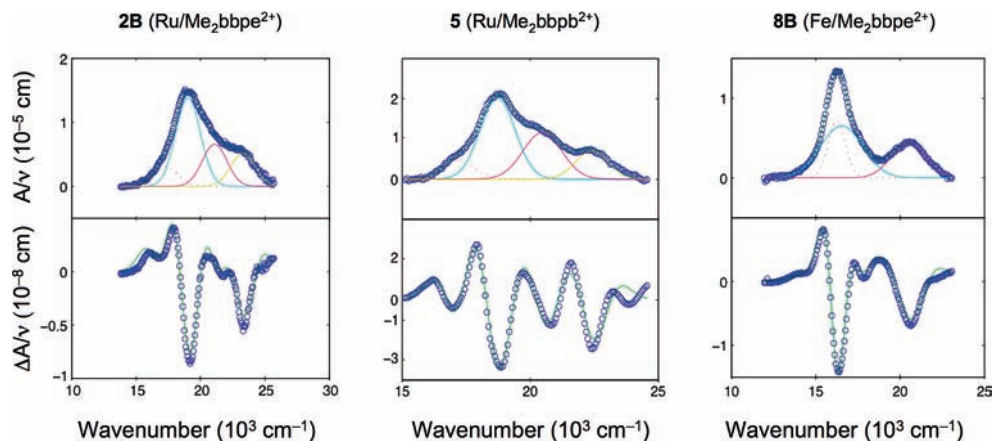 2B (Ru/Me₂bbpe²⁺)
5 (Ru/Me₂bbpb²⁺)
8B (Fe/Me₂bbpe²⁺)
A/ν (10⁻⁵ cm)
2
1
0
2
1
0
1
0
ΔA/ν (10⁻⁸ cm)
0
−0.5
−1
2
1
−1
−3
0
−1
10 15 20 25 30
15 20 25
10 15 20 25
Wavenumber (10³ cm⁻¹)
Wavenumber (10³ cm⁻¹)
Wavenumber (10³ cm⁻¹)